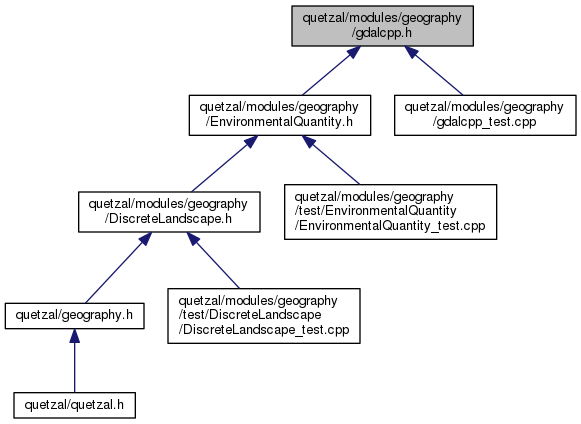 quetzal/modules/geography
/gdalcpp.h
quetzal/modules/geography
/EnvironmentalQuantity.h
quetzal/modules/geography
/gdalcpp_test.cpp
quetzal/modules/geography
/DiscreteLandscape.h
quetzal/modules/geography
/test/EnvironmentalQuantity
/EnvironmentalQuantity_test.cpp
quetzal/geography.h
quetzal/modules/geography
/test/DiscreteLandscape
/DiscreteLandscape_test.cpp
quetzal/quetzal.h